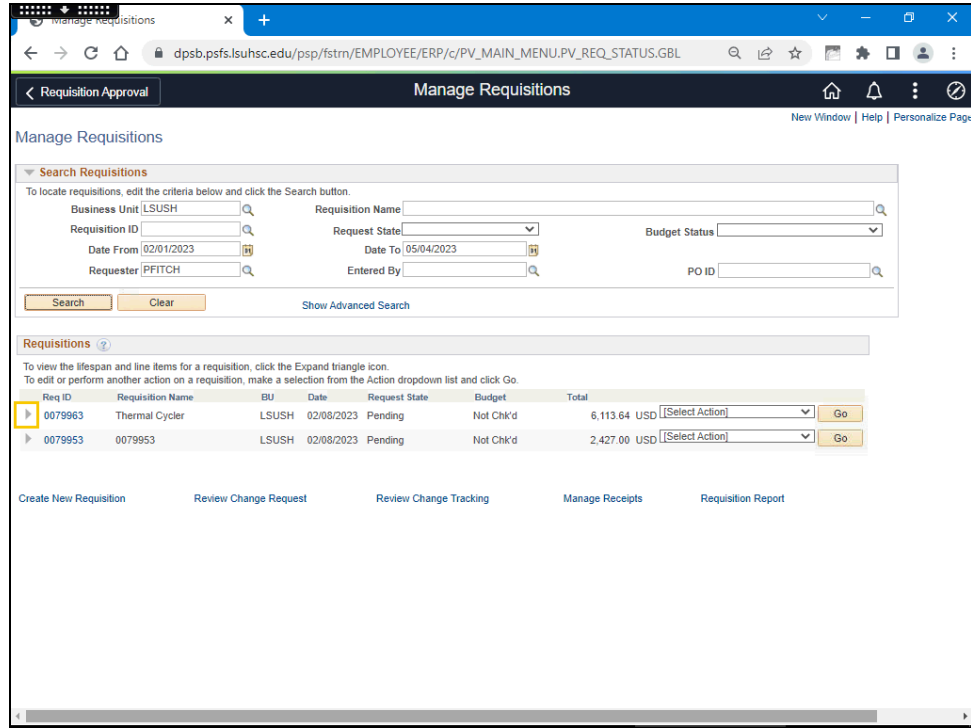 Manage Requisitions
dpsb.psfs.lsuhsc.edu/psp/fstrn/EMPLOYEE/ERP/c/PV_MAIN_MENU.PV_REQ_STATUS.GBL
Requisition Approval Manage Requisitions
New Window | Help | Personalize Page
Manage Requisitions
Search Requisitions
To locate requisitions, edit the criteria below and click the Search button.
Business Unit LSUSH Requisition Name
Requisition ID Request State Budget Status
Date From 02/01/2023 Date To 05/04/2023
Requester PFITCH Entered By PO ID
Search Clear Show Advanced Search
Requisitions ?
To view the lifespan and line items for a requisition, click the Expand triangle icon.
To edit or perform another action on a requisition, make a selection from the Action dropdown list and click Go.
Req ID Requisition Name BU Date Request State Budget Total
0079963 Thermal Cycler LSUSH 02/08/2023 Pending Not Chk'd 6,113.64 USD [Select Action] Go
0079953 0079953 LSUSH 02/08/2023 Pending Not Chk'd 2,427.00 USD [Select Action] Go
Create New Requisition Review Change Request Review Change Tracking Manage Receipts Requisition Report